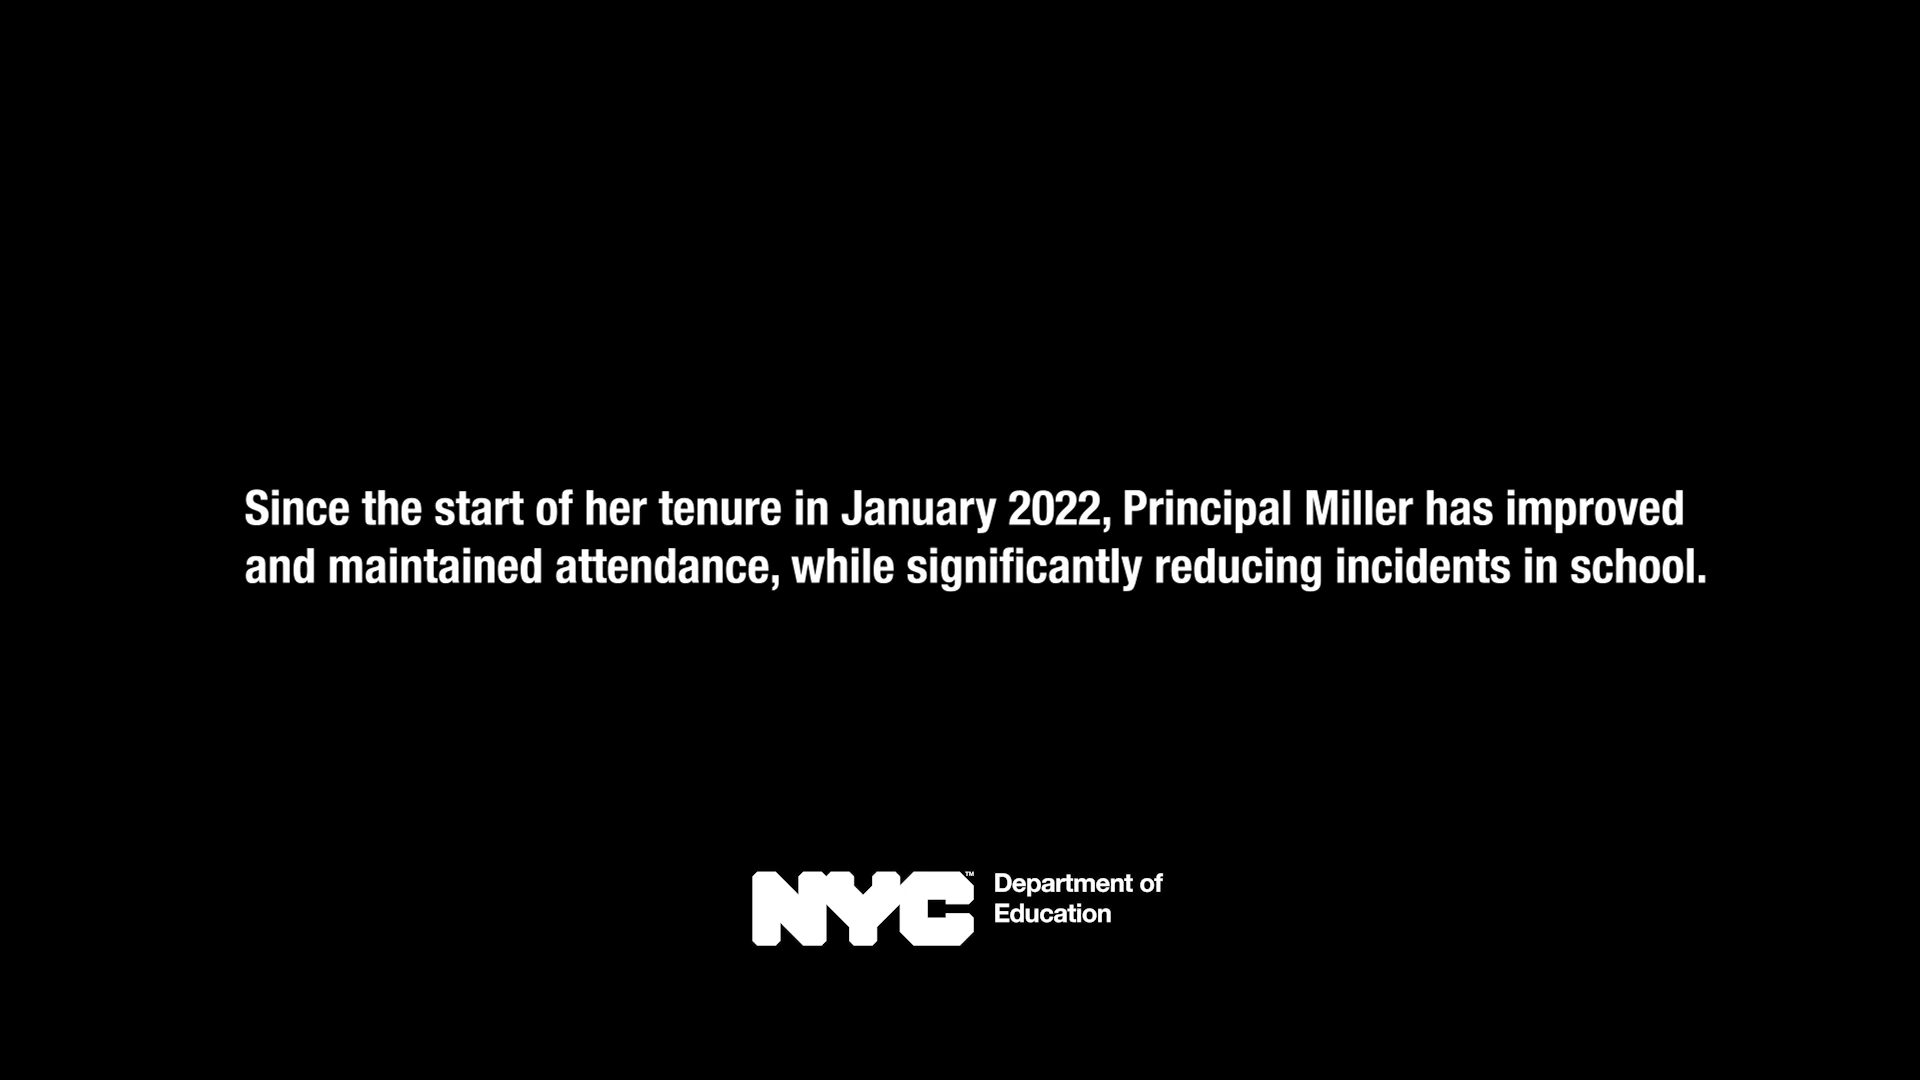 Since the start of her tenure in January 2022, Principal Miller has improved
and maintained attendance, while significantly reducing incidents in school.
NYC™ Department of
Education